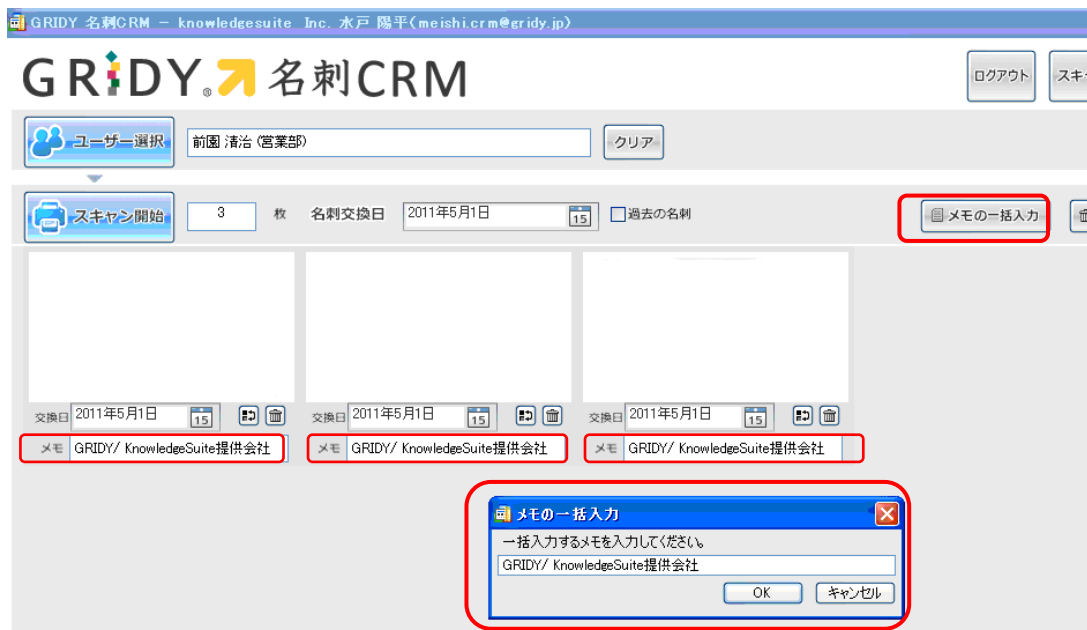 GRIDY 名刺CRM － knowledgesuite Inc. 水戸 陽平(meishi.crm@gridy.jp)
GRiDY® 名刺CRM
ログアウト
スキャ
ユーザー選択
前園 清治 (営業部)
クリア
スキャン開始
3 枚
名刺交換日 2011年5月1日 15
過去の名刺
メモの一括入力
交換日 2011年5月1日 15
交換日 2011年5月1日 15
交換日 2011年5月1日 15
メモ GRIDY/ KnowledgeSuite提供会社
メモ GRIDY/ KnowledgeSuite提供会社
メモ GRIDY/ KnowledgeSuite提供会社
メモの一括入力
一括入力するメモを入力してください。
GRIDY/ KnowledgeSuite提供会社
OK
キャンセル